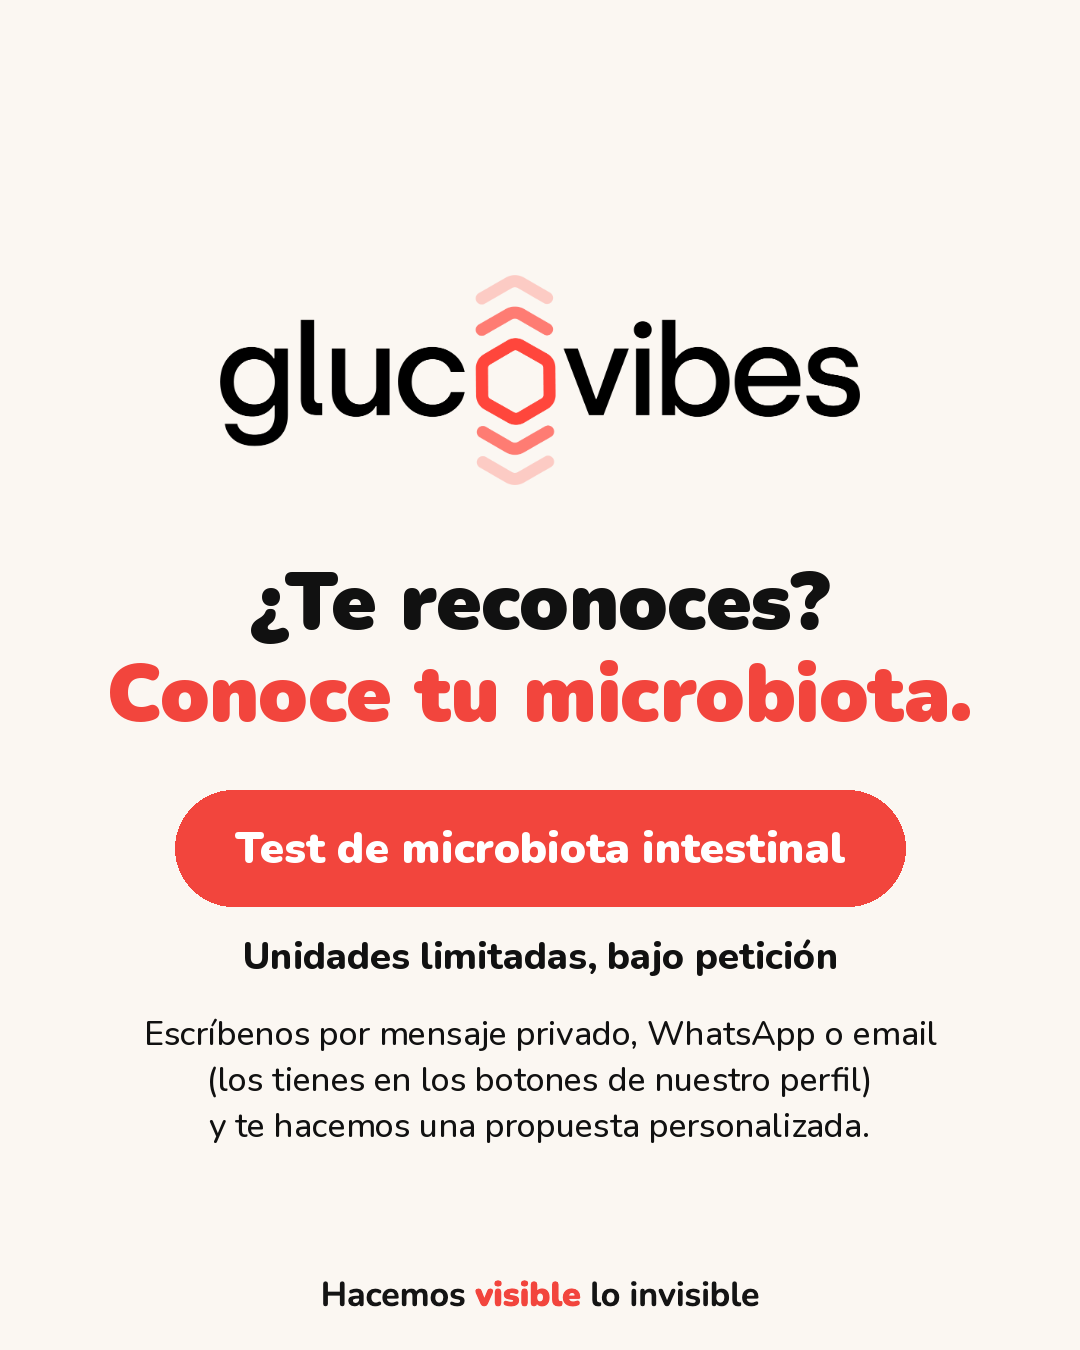 glucovibes
¿Te reconoces?
Conoce tu microbiota.
Test de microbiota intestinal
Unidades limitadas, bajo petición
Escríbenos por mensaje privado, WhatsApp o email
(los tienes en los botones de nuestro perfil)
y te hacemos una propuesta personalizada.
Hacemos visible lo invisible